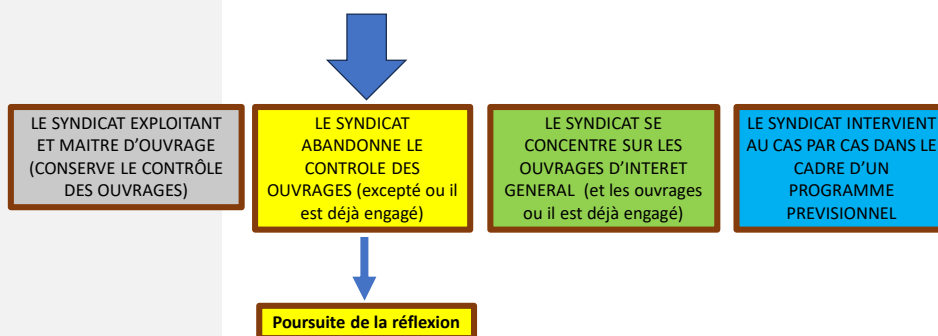 LE SYNDICAT EXPLOITANT
ET MAITRE D'OUVRAGE
(CONSERVE LE CONTRÔLE
DES OUVRAGES)
LE SYNDICAT
ABANDONNE LE
CONTROLE DES
OUVRAGES (excepté ou il
est déjà engagé)
LE SYNDICAT SE
CONCENTRE SUR LES
OUVRAGES D'INTERET
GENERAL (et les ouvrages
ou il est déjà engagé)
LE SYNDICAT INTERVIENT
AU CAS PAR CAS DANS LE
CADRE D'UN
PROGRAMME
PREVISIONNEL
Poursuite de la réflexion